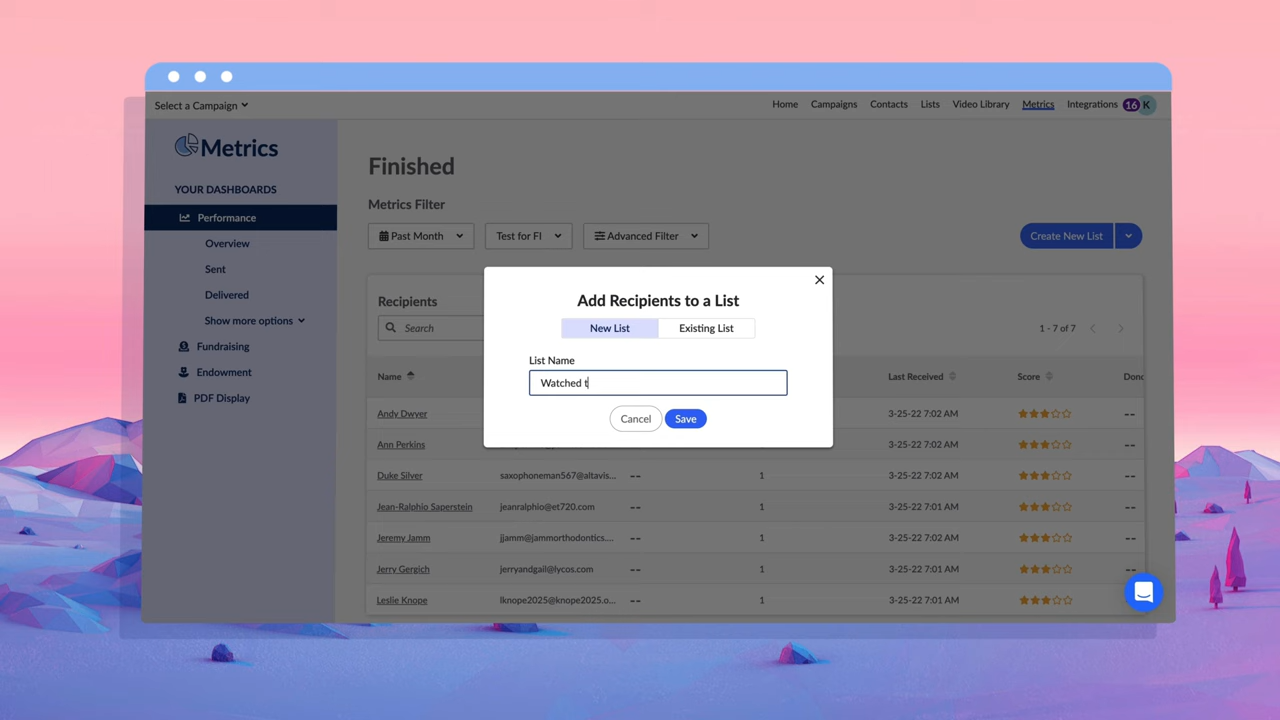 Select a Campaign
Home Campaigns Contacts Lists Video Library Metrics Integrations 16 K
Metrics
YOUR DASHBOARDS
Performance
Overview
Sent
Delivered
Show more options
Fundraising
Endowment
PDF Display
Finished
Metrics Filter
Past Month Test for FI Advanced Filter Create New List
Recipients
Search
1 - 7 of 7
Add Recipients to a List
New List Existing List
List Name
Watched t
Cancel Save
Name Last Received Score
Andy Dwyer 3-25-22 7:02 AM --
Ann Perkins 3-25-22 7:02 AM --
Duke Silver saxophoneman567@altavis... -- 1 3-25-22 7:02 AM --
Jean-Ralphio Saperstein jeanralphio@et720.com -- 1 3-25-22 7:02 AM --
Jeremy Jamm jjamm@jammorthodontics.... -- 1 3-25-22 7:02 AM --
Jerry Gergich jerryandgail@lycos.com -- 1 3-25-22 7:01 AM --
Leslie Knope lknope2025@knope2025.o... -- 1 3-25-22 7:01 AM --